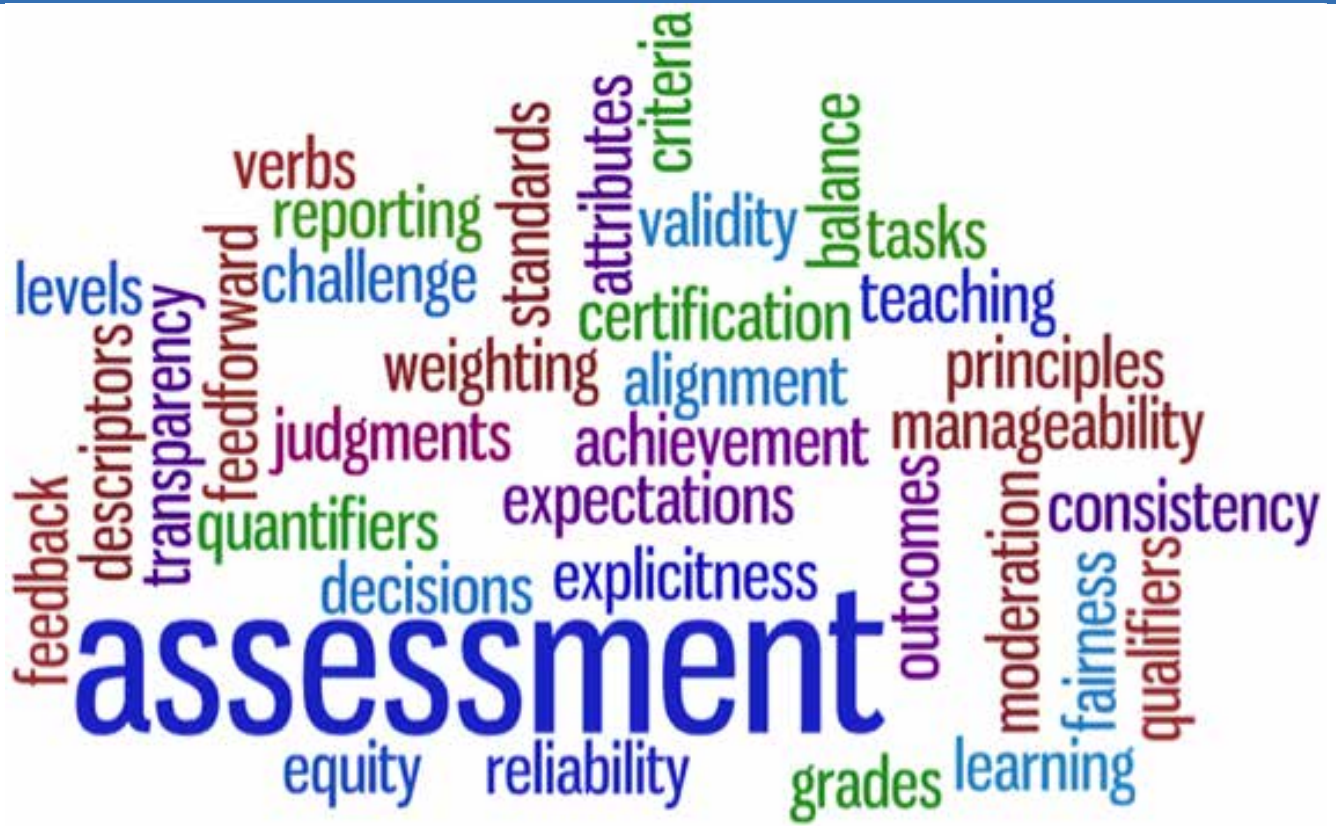 criteria
attributes
standards
balance
verbs
reporting
validity
tasks
feedforward
levels
challenge
transparency
certification
teaching
descriptors
weighting
alignment
principles
judgments
achievement
manageability
feedback
quantifiers
expectations
outcomes
moderation
consistency
decisions
explicitness
fairness
qualifiers
assessment
equity
reliability
grades
learning